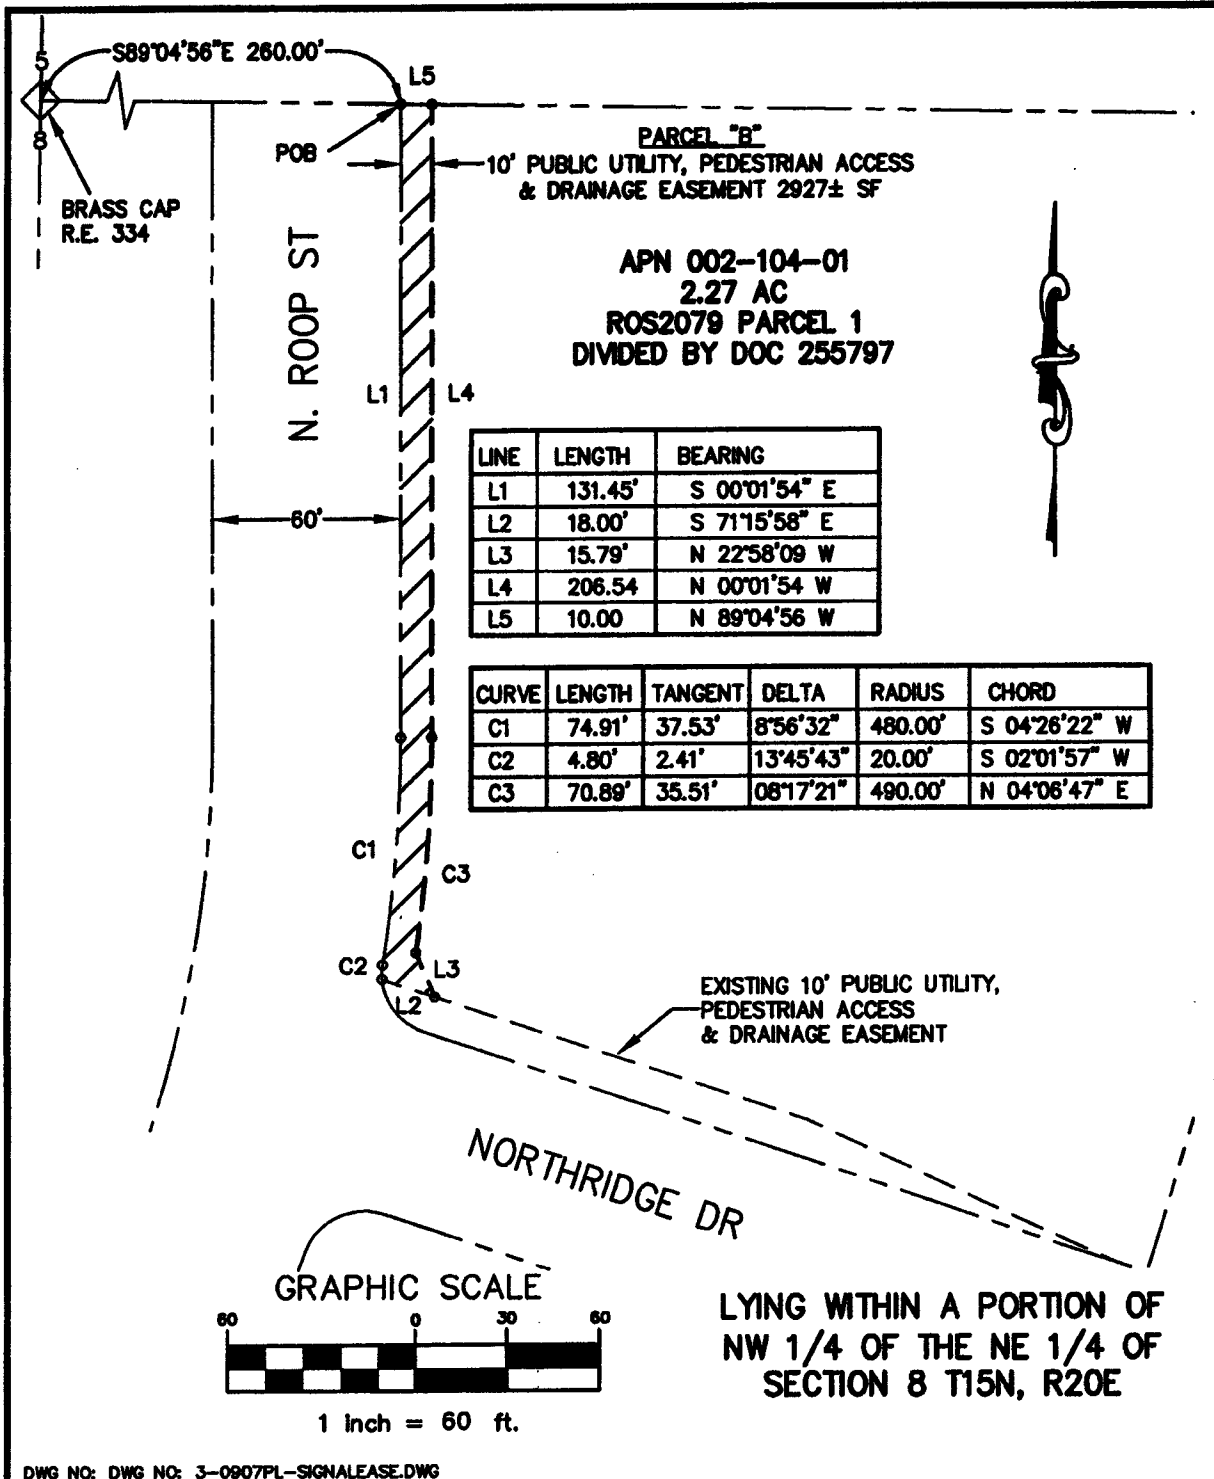 S89°04'56"E 260.00'
L5
5
8
POB
BRASS CAP
R.E. 334
PARCEL "B"
10' PUBLIC UTILITY, PEDESTRIAN ACCESS
& DRAINAGE EASEMENT 2927± SF
N. ROOP ST
APN 002-104-01
2.27 AC
ROS2079 PARCEL 1
DIVIDED BY DOC 255797
L1
L4
60'
LINE LENGTH BEARING
L1 131.45' S 00°01'54" E
L2 18.00' S 71°15'58" E
L3 15.79' N 22°58'09 W
L4 206.54 N 00°01'54 W
L5 10.00 N 89°04'56 W
CURVE LENGTH TANGENT DELTA RADIUS CHORD
C1 74.91' 37.53' 8°56'32" 480.00' S 04°26'22" W
C2 4.80' 2.41' 13°45'43" 20.00' S 02°01'57" W
C3 70.89' 35.51' 08°17'21" 490.00' N 04°06'47" E
C1
C3
C2
L3
L2
EXISTING 10' PUBLIC UTILITY,
PEDESTRIAN ACCESS
& DRAINAGE EASEMENT
NORTHRIDGE DR
GRAPHIC SCALE
60 0 30 60
1 inch = 60 ft.
LYING WITHIN A PORTION OF
NW 1/4 OF THE NE 1/4 OF
SECTION 8 T15N, R20E
DWG NO: DWG NO: 3-0907PL-SIGNALEASE.DWG